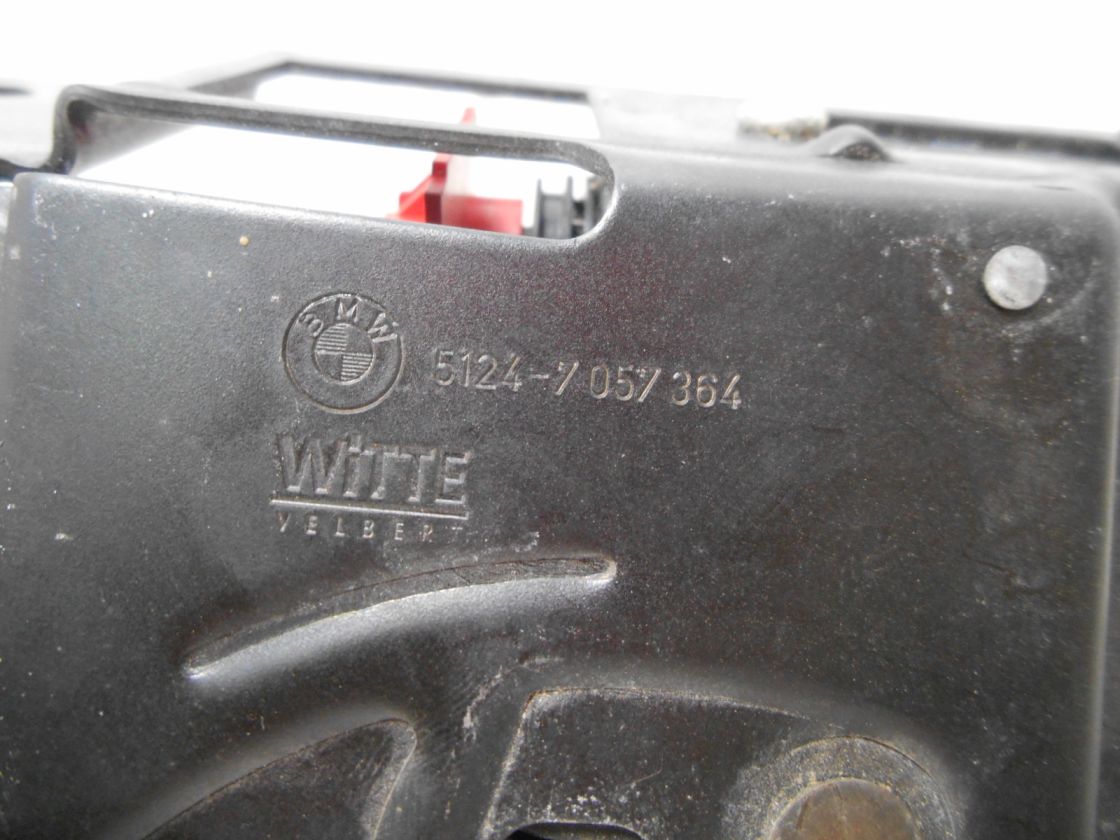 BMW
5124-7 057 364
WiTTE
VELBERT